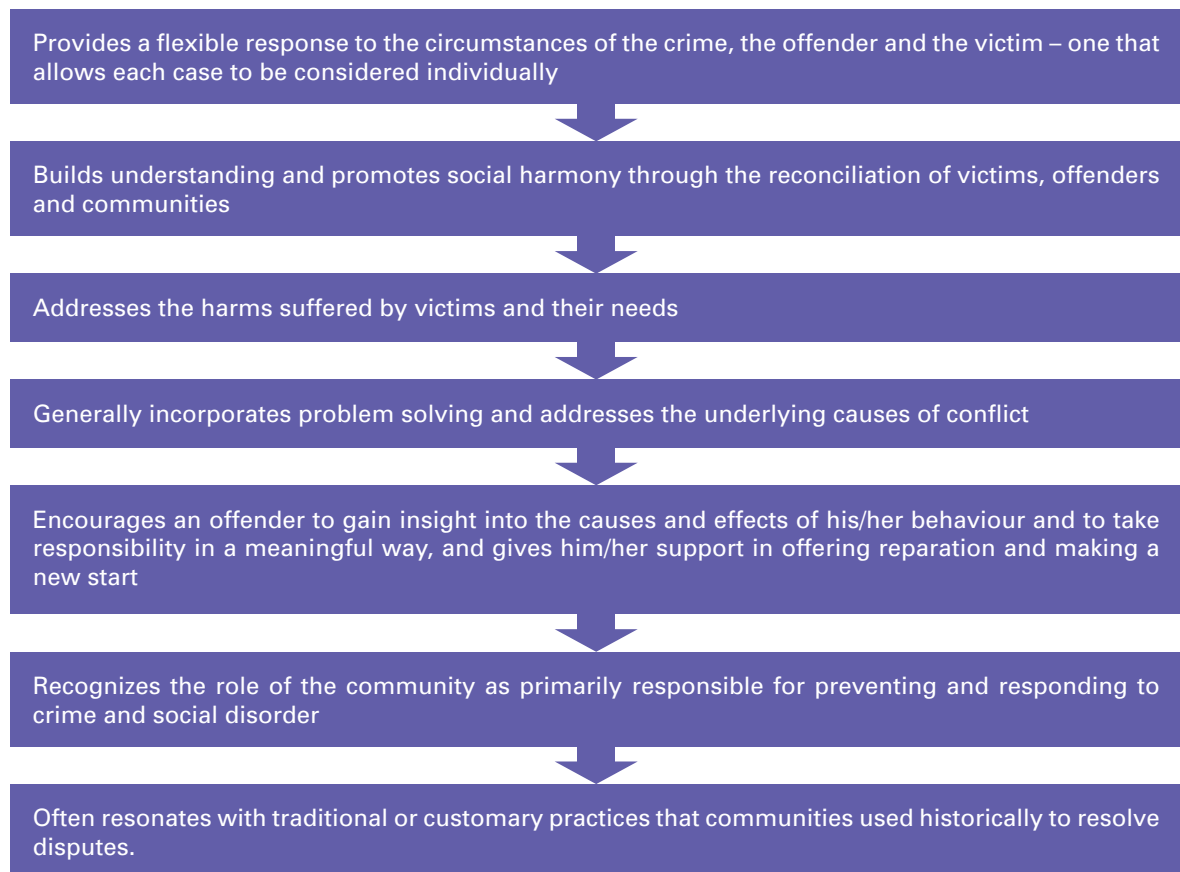 Provides a flexible response to the circumstances of the crime, the offender and the victim – one that
allows each case to be considered individually
Builds understanding and promotes social harmony through the reconciliation of victims, offenders
and communities
Addresses the harms suffered by victims and their needs
Generally incorporates problem solving and addresses the underlying causes of conflict
Encourages an offender to gain insight into the causes and effects of his/her behaviour and to take
responsibility in a meaningful way, and gives him/her support in offering reparation and making a
new start
Recognizes the role of the community as primarily responsible for preventing and responding to
crime and social disorder
Often resonates with traditional or customary practices that communities used historically to resolve
disputes.